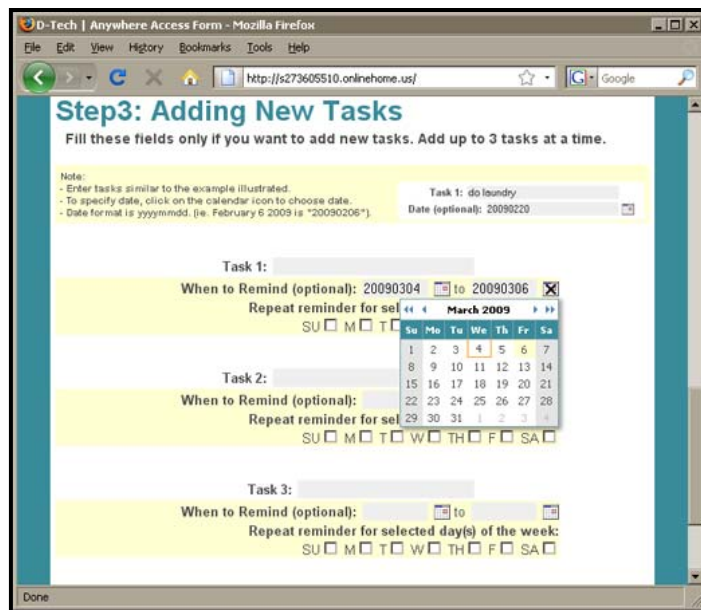 D-Tech | Anywhere Access Form - Mozilla Firefox
File Edit View History Bookmarks Tools Help
http://s273605510.onlinehome.us/ G Google
Step3: Adding New Tasks
Fill these fields only if you want to add new tasks. Add up to 3 tasks at a time.
Note:
- Enter tasks similar to the example illustrated.
- To specify date, click on the calendar icon to choose date.
- Date format is yyyymmdd. (ie. February 6 2009 is "20090206").
Task 1: do laundry
Date (optional): 20090220
Task 1:
When to Remind (optional): 20090304 to 20090306
Repeat reminder for sel
SU M T
March 2009
Su Mo Tu We Th Fr Sa
1 2 3 4 5 6 7
8 9 10 11 12 13 14
15 16 17 18 19 20 21
22 23 24 25 26 27 28
29 30 31 1 2 3 4
Task 2:
When to Remind (optional):
Repeat reminder for sel
SU M T W TH F SA
Task 3:
When to Remind (optional): to
Repeat reminder for selected day(s) of the week:
SU M T W TH F SA
Done